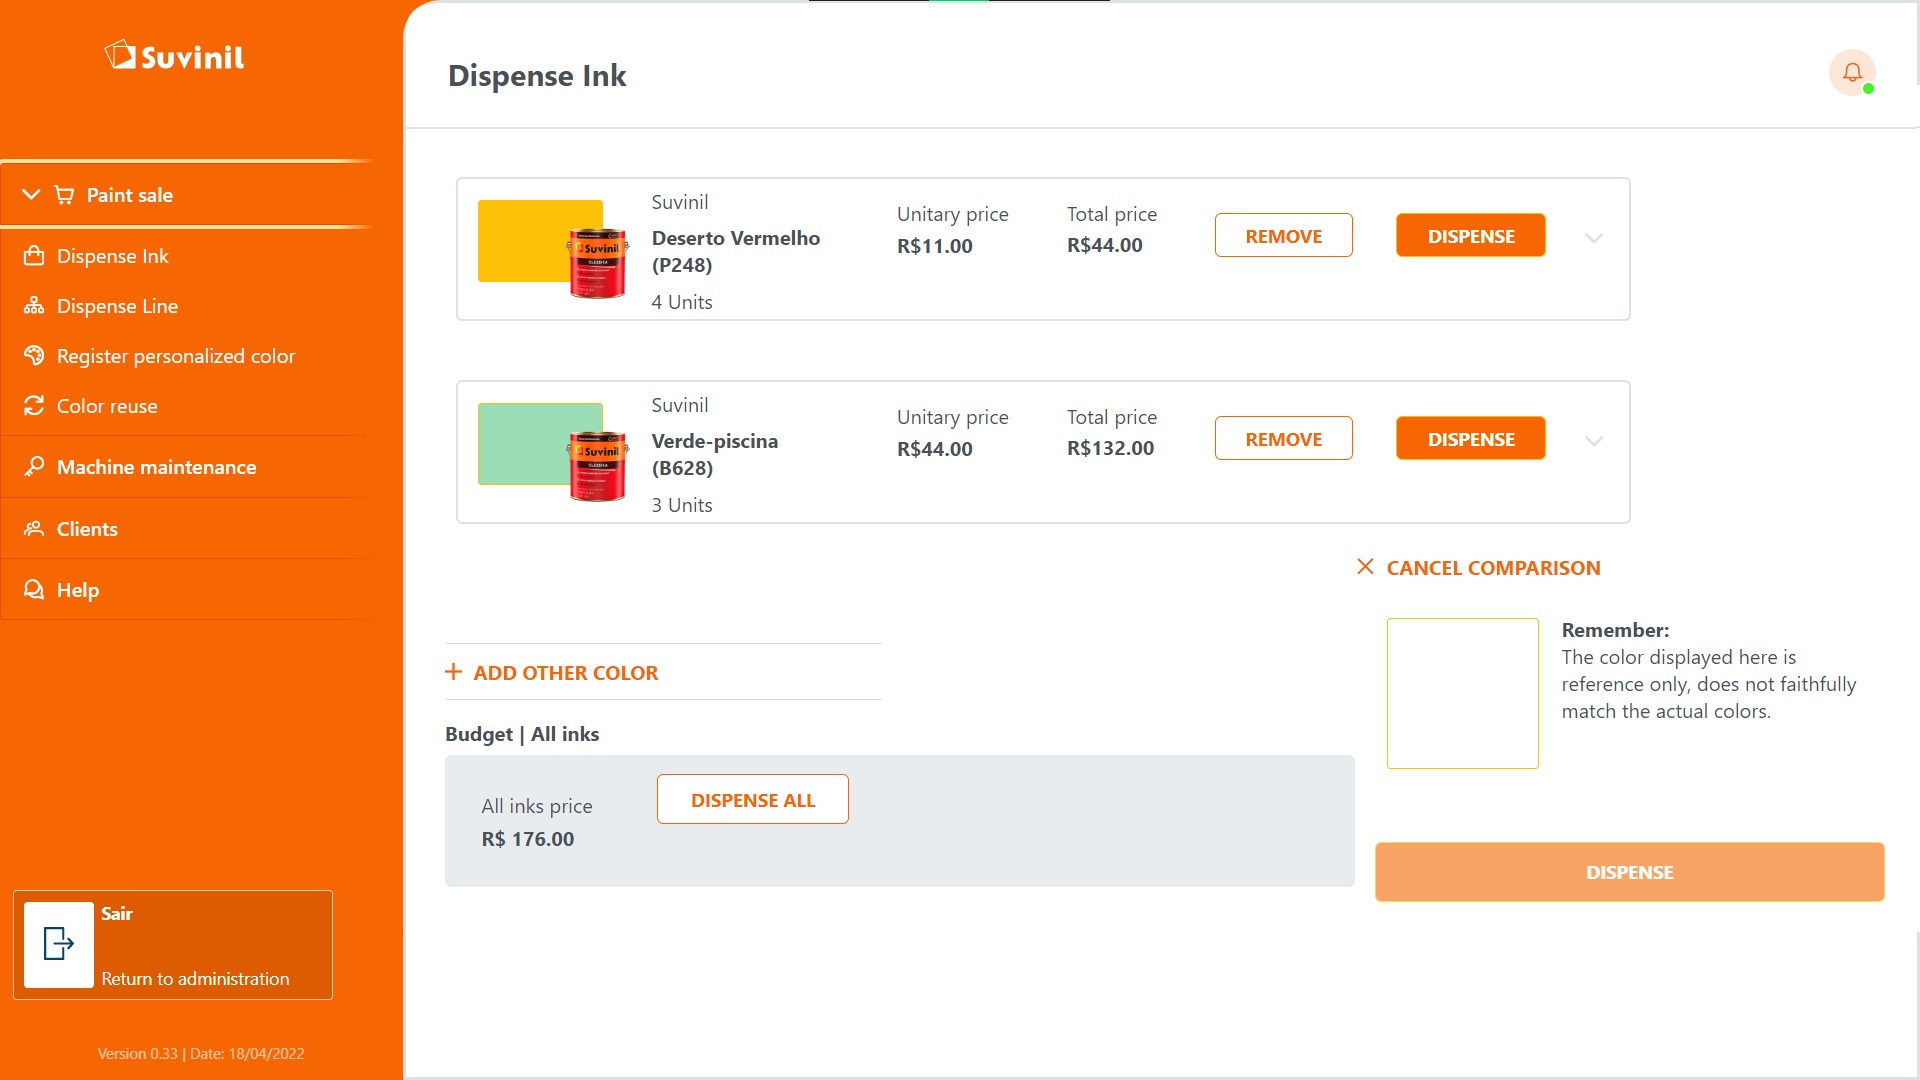 Suvinil
Paint sale
Dispense Ink
Dispense Line
Register personalized color
Color reuse
Machine maintenance
Clients
Help
Sair
Return to administration
Version 0.33 | Date: 18/04/2022
Dispense Ink
Suvinil
CLÁSSICA
Suvinil
Deserto Vermelho
(P248)
4 Units
Unitary price
R$11.00
Total price
R$44.00
REMOVE
DISPENSE
Suvinil
CLÁSSICA
Suvinil
Verde-piscina
(B628)
3 Units
Unitary price
R$44.00
Total price
R$132.00
REMOVE
DISPENSE
CANCEL COMPARISON
Remember:
The color displayed here is
reference only, does not faithfully
match the actual colors.
DISPENSE
ADD OTHER COLOR
Budget | All inks
All inks price
R$ 176.00
DISPENSE ALL